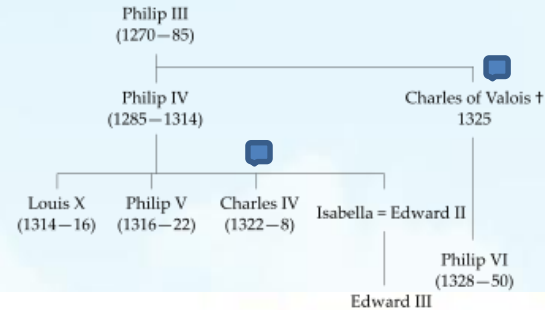 Philip III
(1270—85)
Philip IV
(1285—1314)
Charles of Valois †
1325
Louis X
(1314—16)
Philip V
(1316—22)
Charles IV
(1322—8)
Isabella = Edward II
Philip VI
(1328—50)
Edward III